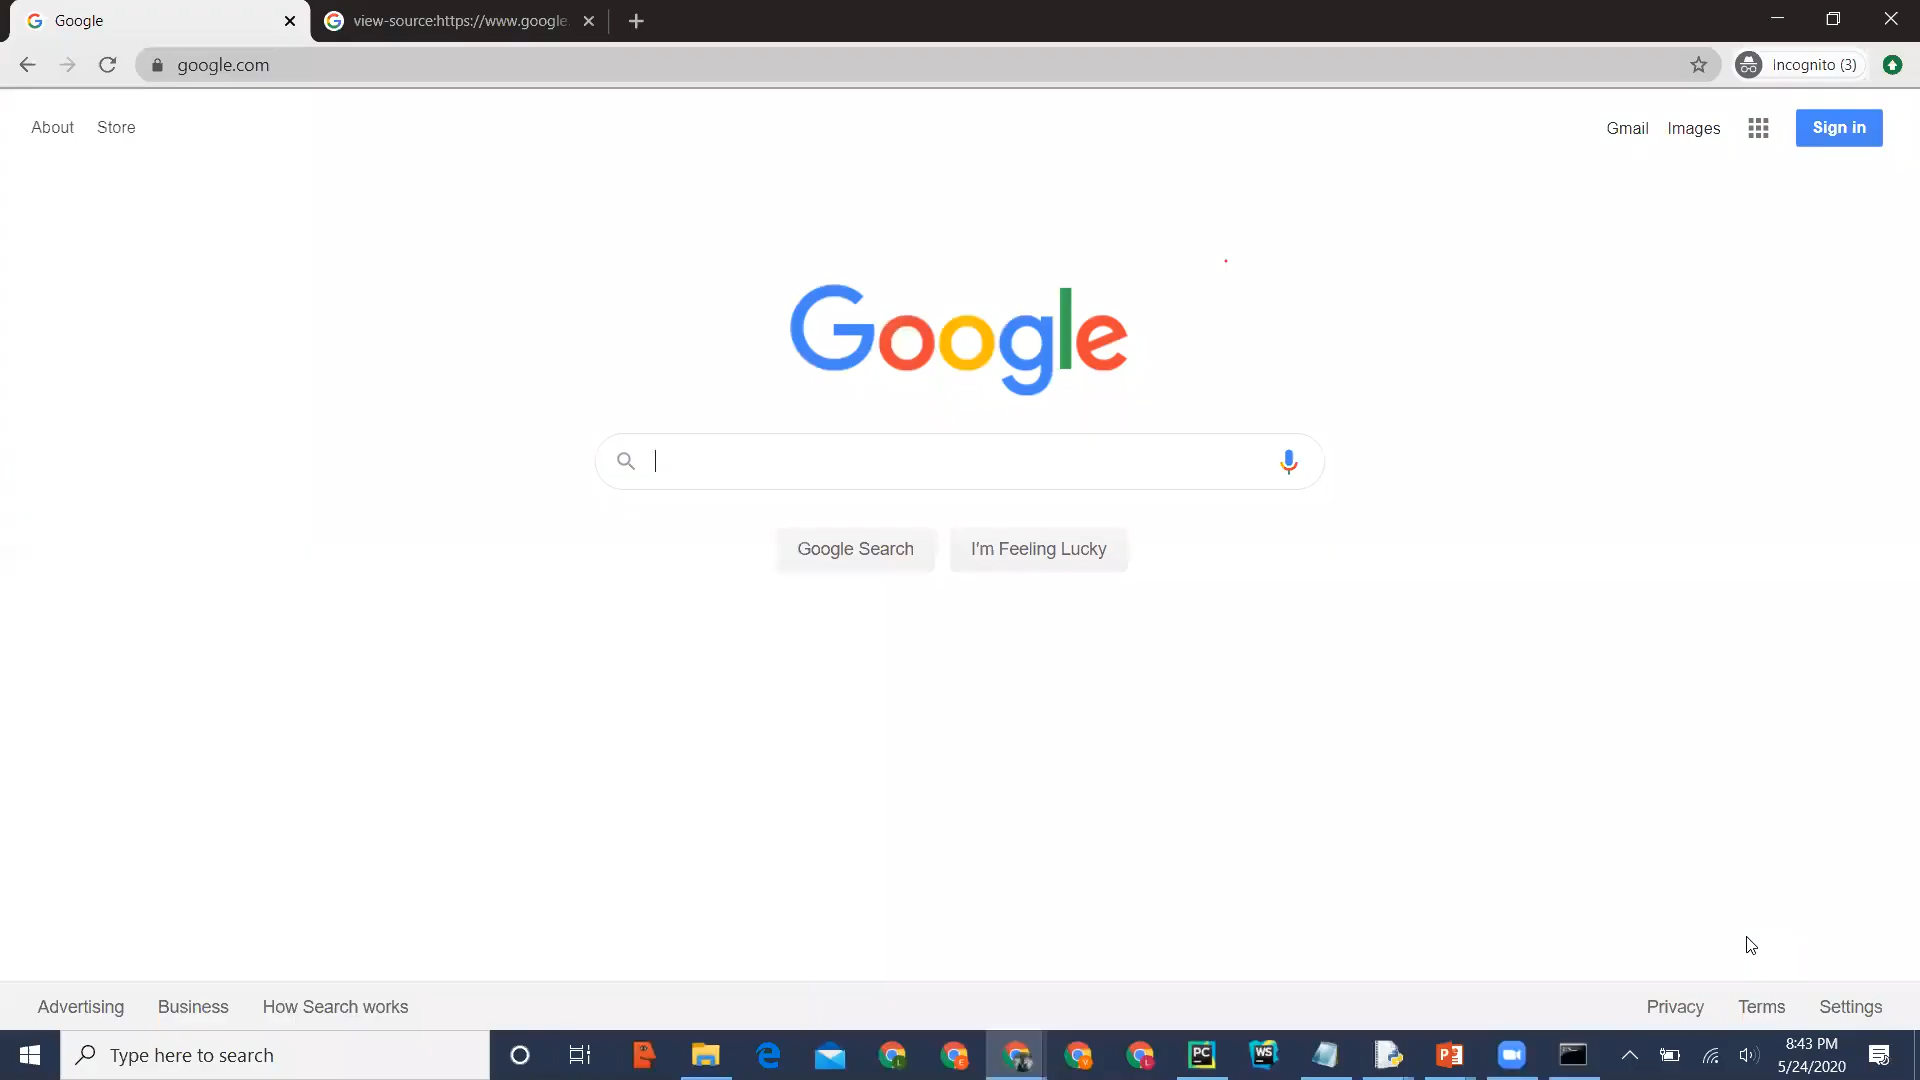 Google
view-source:https://www.google.
google.com
Incognito (3)
About Store
Gmail Images Sign in
Google
Google Search I'm Feeling Lucky
Advertising Business How Search works
Privacy Terms Settings
Type here to search
PC
WS
8:43 PM
5/24/2020